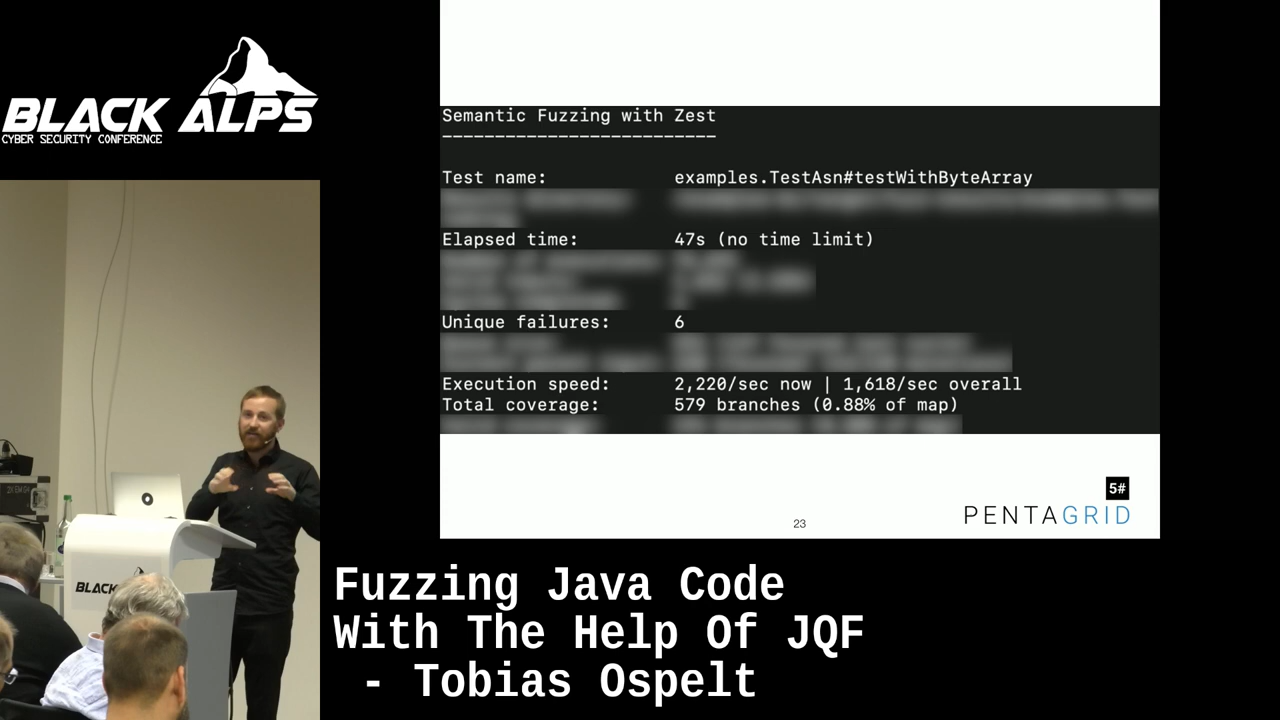 BLACK ALPS
CYBER SECURITY CONFERENCE
Semantic Fuzzing with Zest
--------------------------
Test name: examples.TestAsn#testWithByteArray
Elapsed time: 47s (no time limit)
Unique failures: 6
Execution speed: 2,220/sec now | 1,618/sec overall
Total coverage: 579 branches (0.88% of map)
5#
PENTAGRID
23
BLACK
Fuzzing Java Code
With The Help Of JQF
- Tobias Ospelt